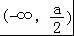 (-∞, a/2)